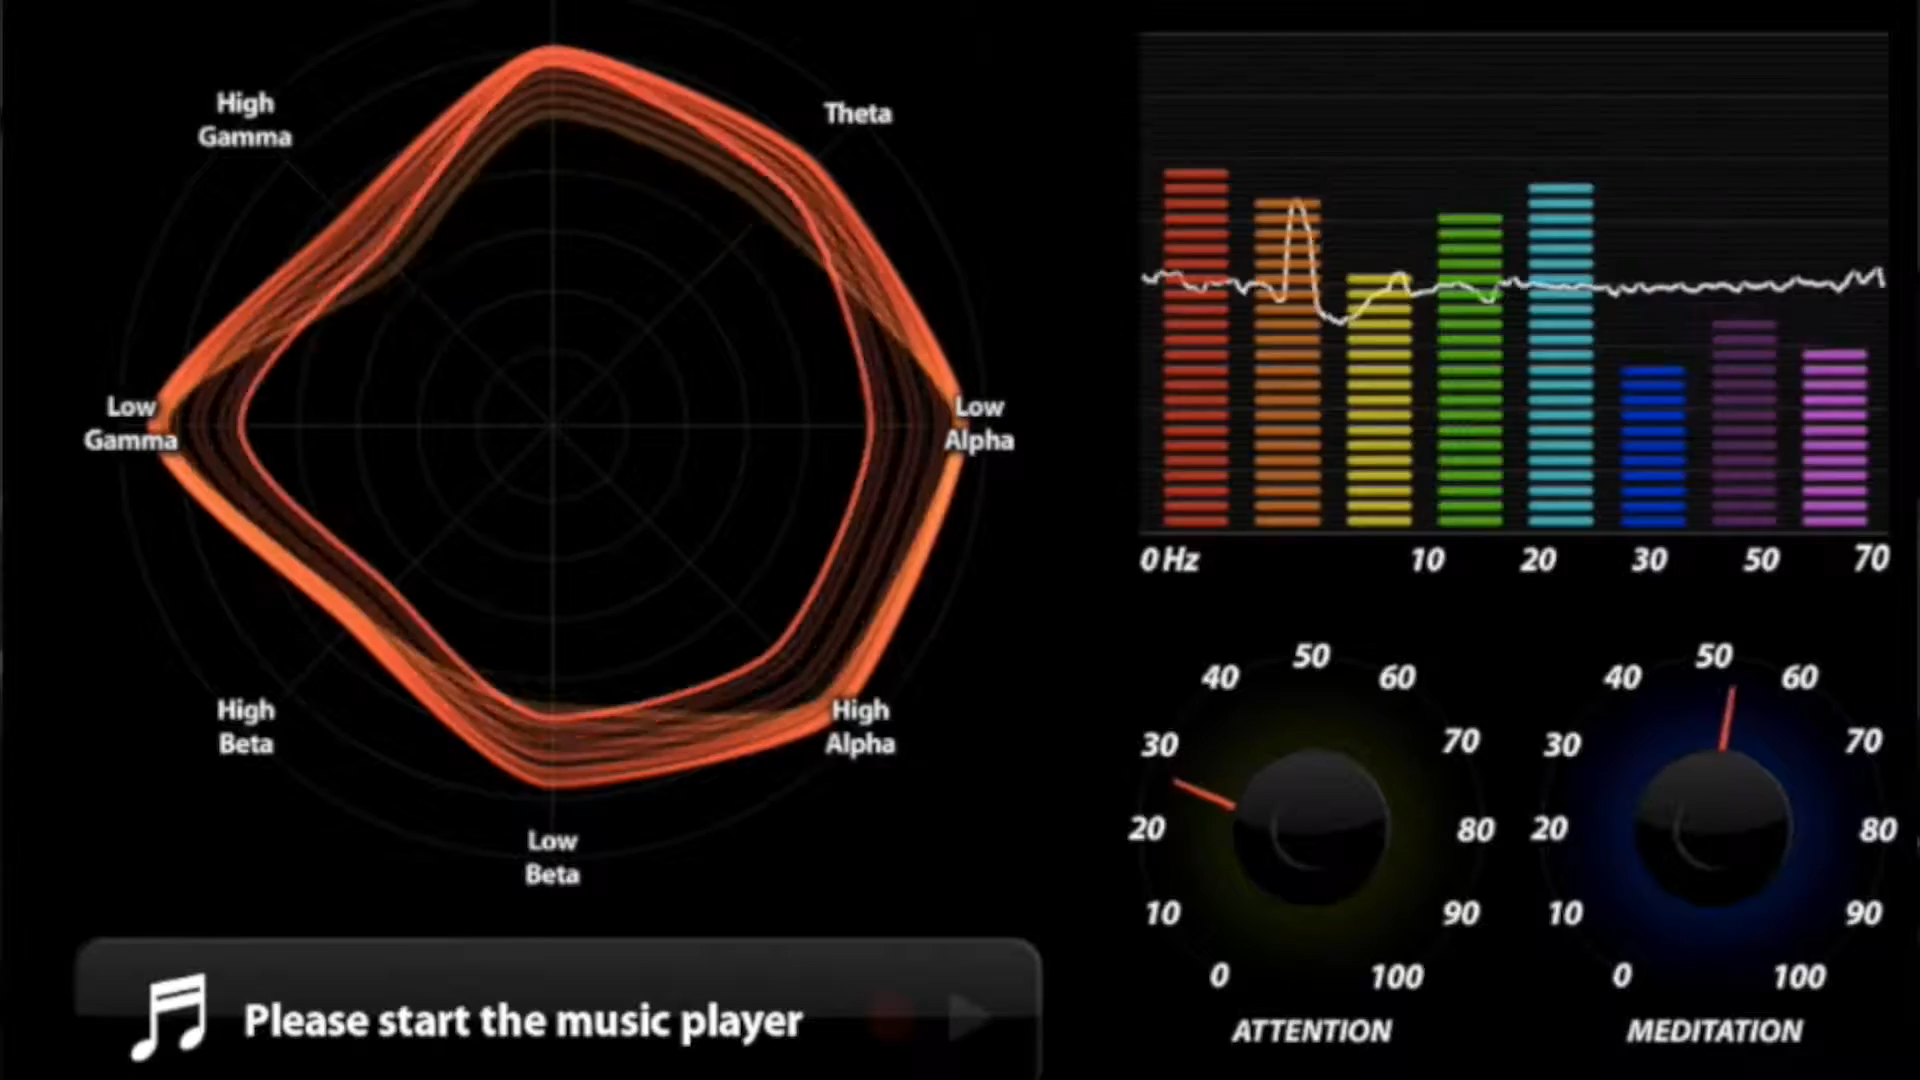 High
Gamma
Theta
Low
Gamma
Low
Alpha
High
Beta
High
Alpha
Low
Beta
Please start the music player
0 Hz 10 20 30 50 70
50
40 60
30 70
20 80
10 90
0 100
ATTENTION
50
40 60
30 70
20 80
10 90
0 100
MEDITATION